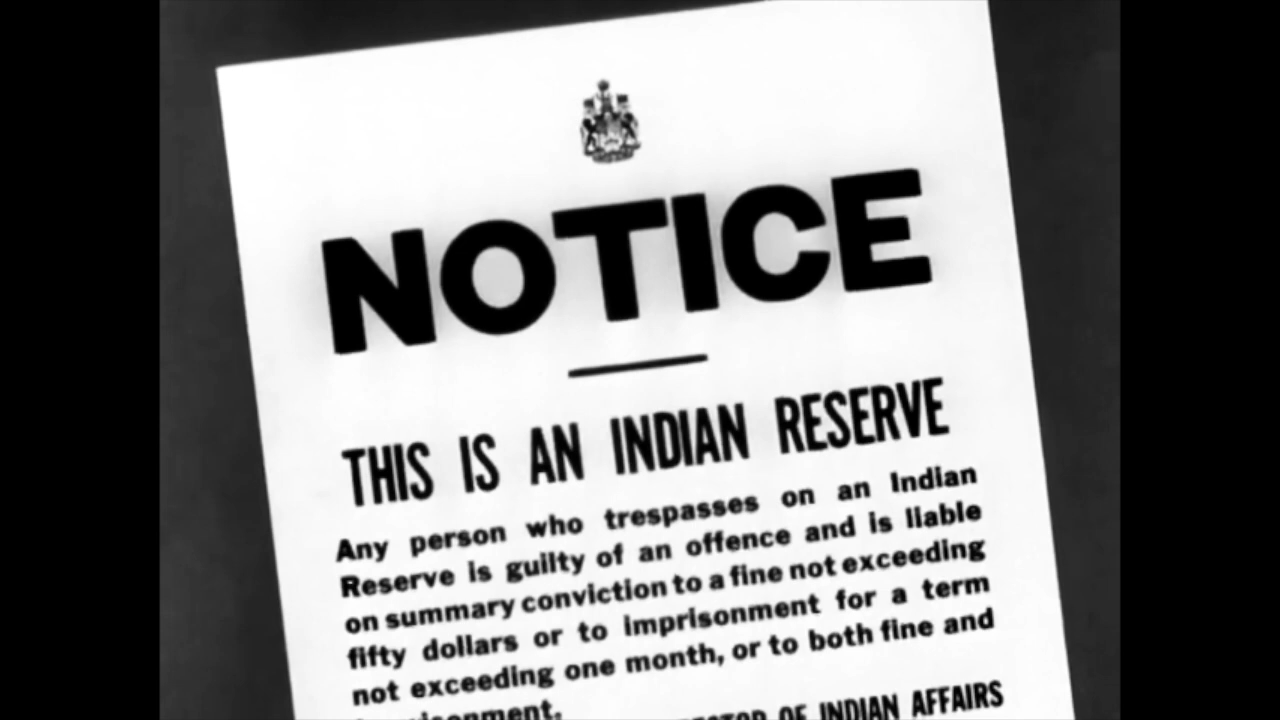 NOTICE
THIS IS AN INDIAN RESERVE
Any person who trespasses on an Indian
Reserve is guilty of an offence and is liable
on summary conviction to a fine not exceeding
fifty dollars or to imprisonment for a term
not exceeding one month, or to both fine and
OF INDIAN AFFAIRS